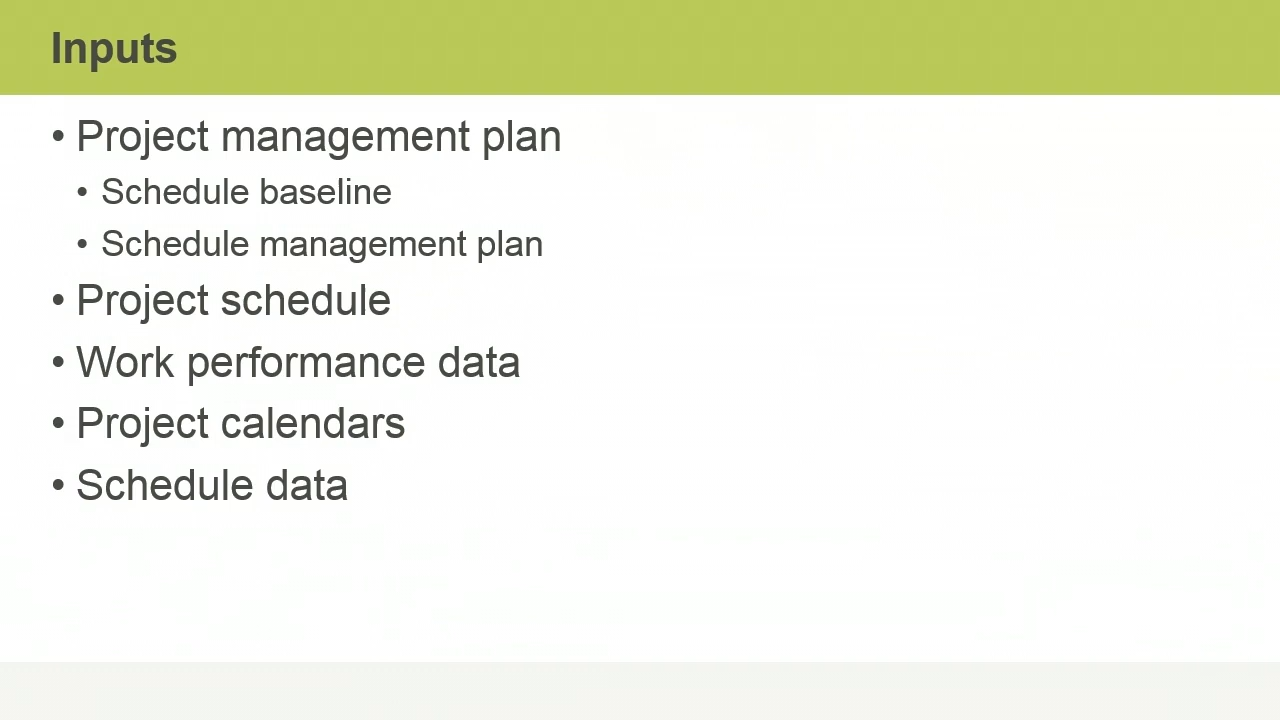 Inputs
• Project management plan
• Schedule baseline
• Schedule management plan
• Project schedule
• Work performance data
• Project calendars
• Schedule data